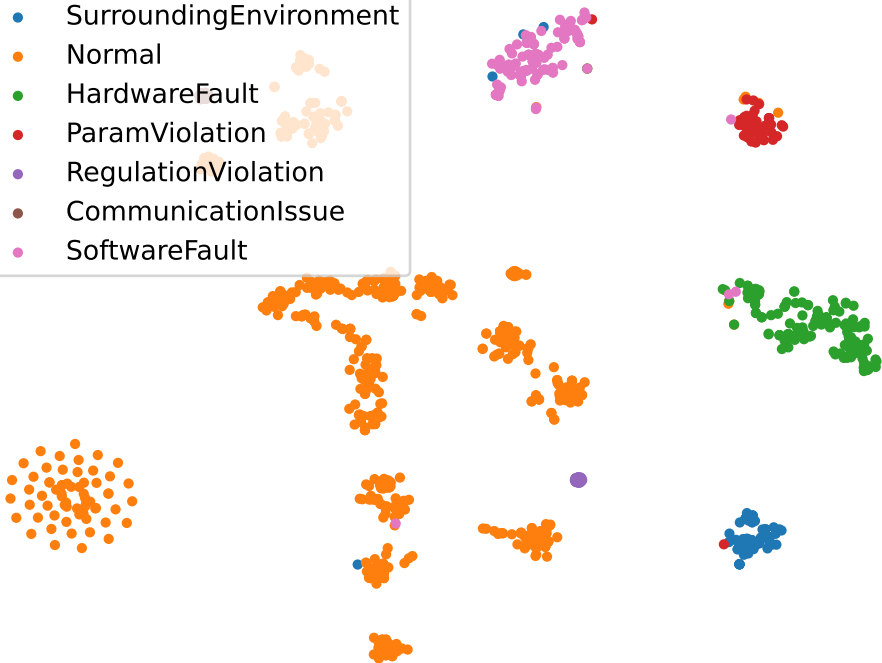 SurroundingEnvironment
Normal
HardwareFault
ParamViolation
RegulationViolation
CommunicationIssue
SoftwareFault